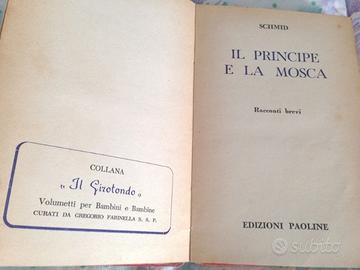 COLLANA
„ Il Girotondo „
Volumetti per Bambini e Bambine
CURATI DA GREGORIO FARINELLA S. S. P.
SCHMID
IL PRINCIPE
E LA MOSCA
Racconti brevi
EDIZIONI PAOLINE
subito